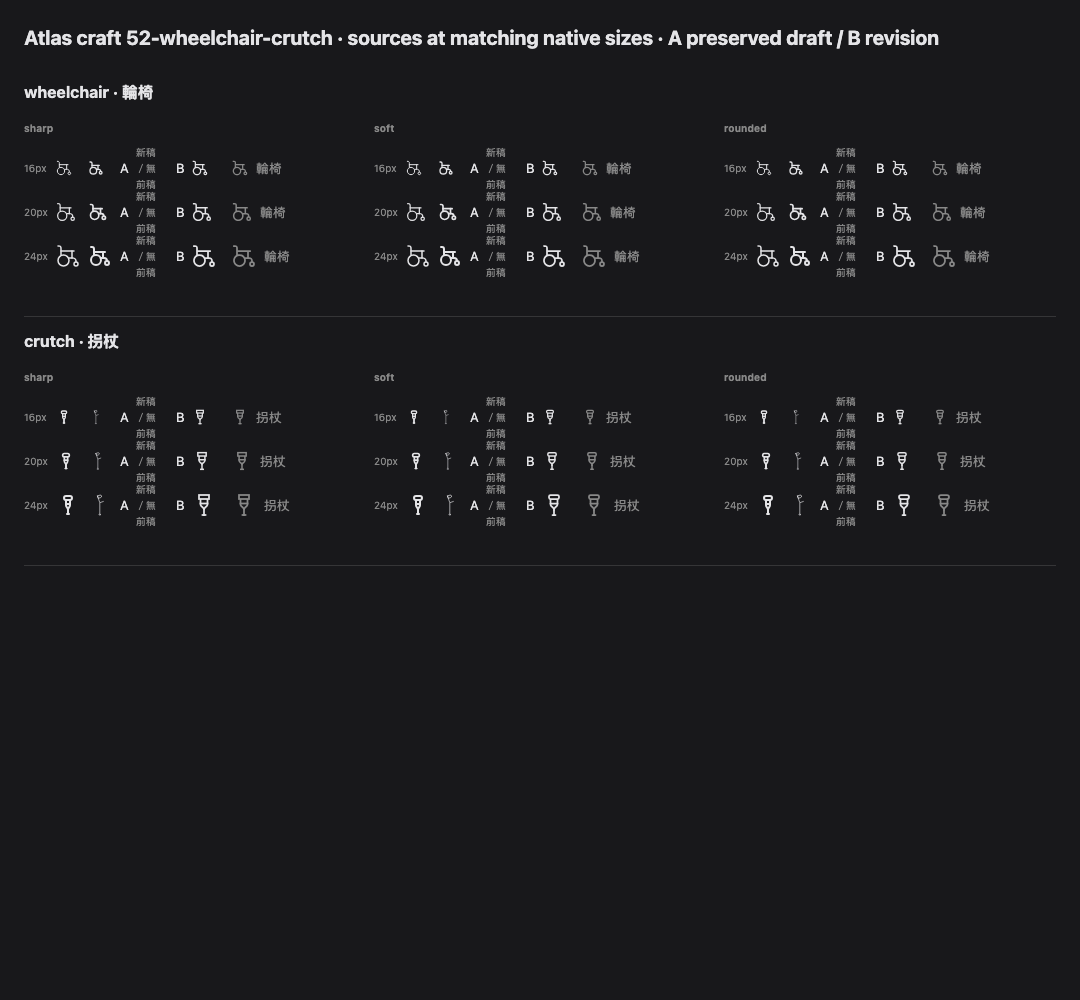 Atlas craft 52-wheelchair-crutch · sources at matching native sizes · A preserved draft / B revision
wheelchair · 輪椅
sharp
soft
rounded
16px A 新稿 / 無前稿 B 輪椅
16px A 新稿 / 無前稿 B 輪椅
16px A 新稿 / 無前稿 B 輪椅
20px A 新稿 / 無前稿 B 輪椅
20px A 新稿 / 無前稿 B 輪椅
20px A 新稿 / 無前稿 B 輪椅
24px A 新稿 / 無前稿 B 輪椅
24px A 新稿 / 無前稿 B 輪椅
24px A 新稿 / 無前稿 B 輪椅
crutch · 拐杖
sharp
soft
rounded
16px A 新稿 / 無前稿 B 拐杖
16px A 新稿 / 無前稿 B 拐杖
16px A 新稿 / 無前稿 B 拐杖
20px A 新稿 / 無前稿 B 拐杖
20px A 新稿 / 無前稿 B 拐杖
20px A 新稿 / 無前稿 B 拐杖
24px A 新稿 / 無前稿 B 拐杖
24px A 新稿 / 無前稿 B 拐杖
24px A 新稿 / 無前稿 B 拐杖